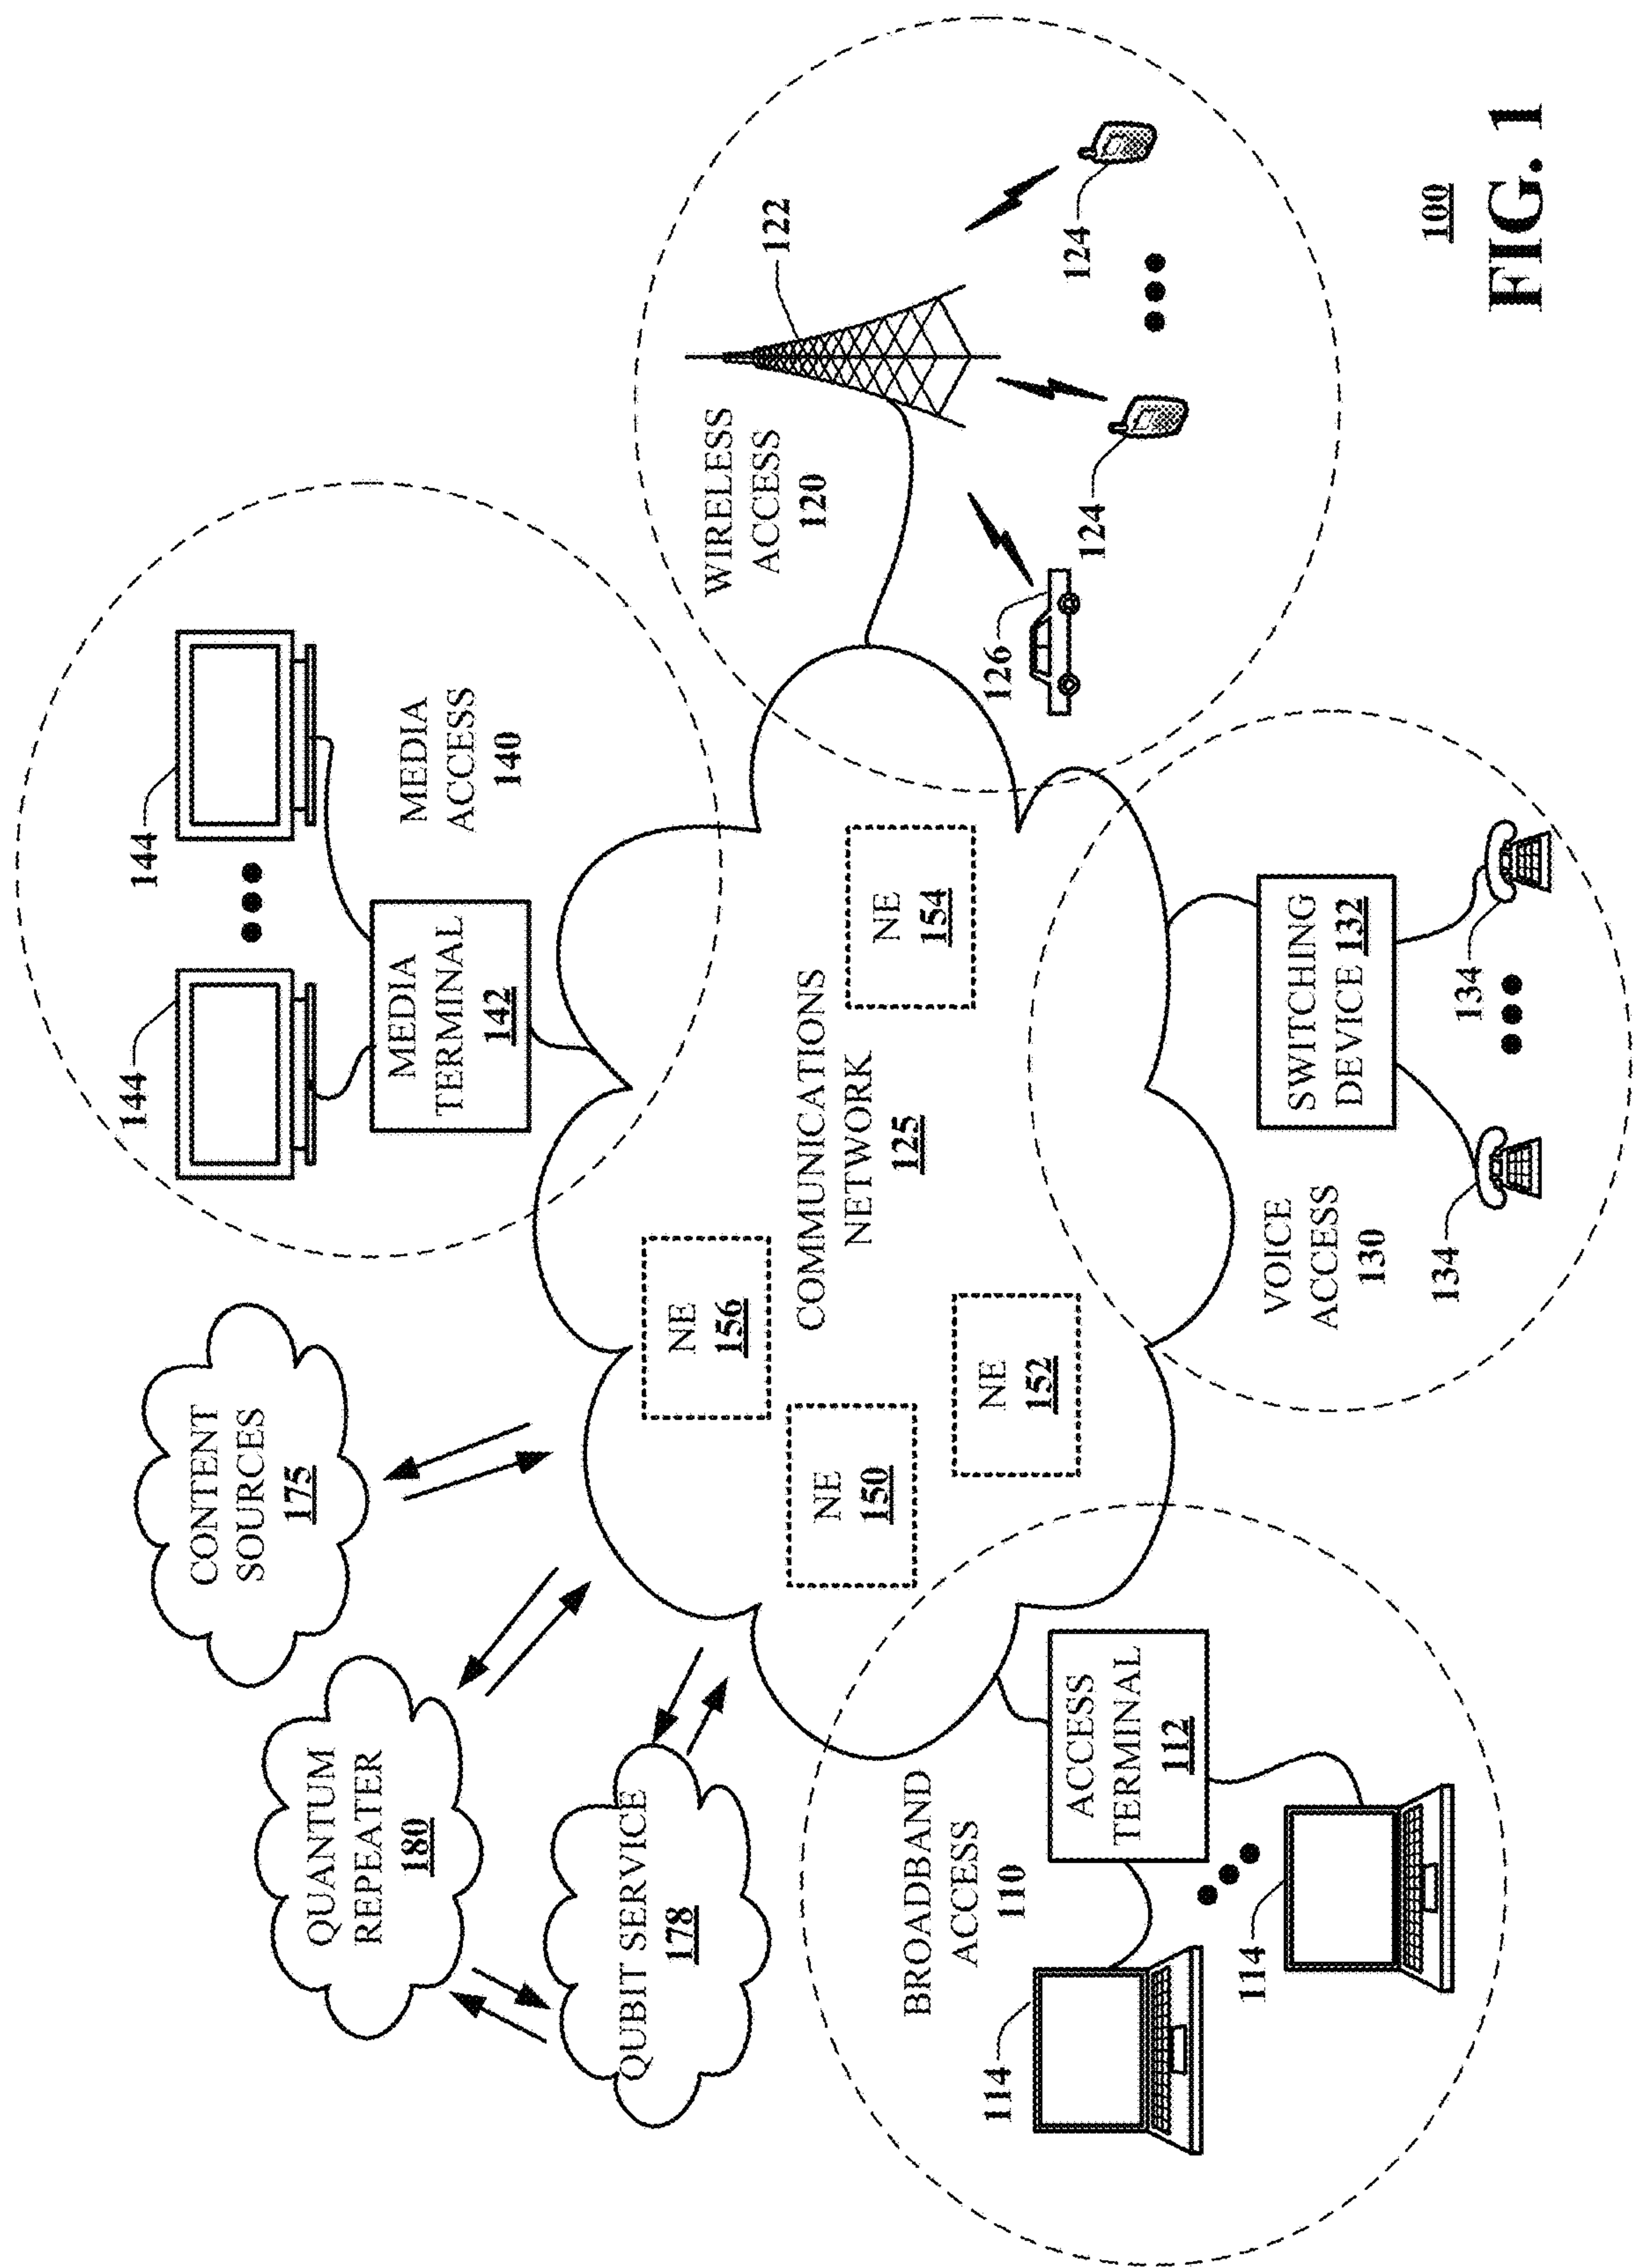 CONTENT
SOURCES
175
QUANTUM
REPEATER
180
QUBIT SERVICE
178
144
144
MEDIA
TERMINAL
142
MEDIA
ACCESS
140
WIRELESS
ACCESS
120
122
124
124
126
NE
156
NE
150
NE
152
NE
154
COMMUNICATIONS
NETWORK
125
BROADBAND
ACCESS
110
ACCESS
TERMINAL
112
114
114
VOICE
ACCESS
130
SWITCHING
DEVICE 132
134
134
100
FIG. 1